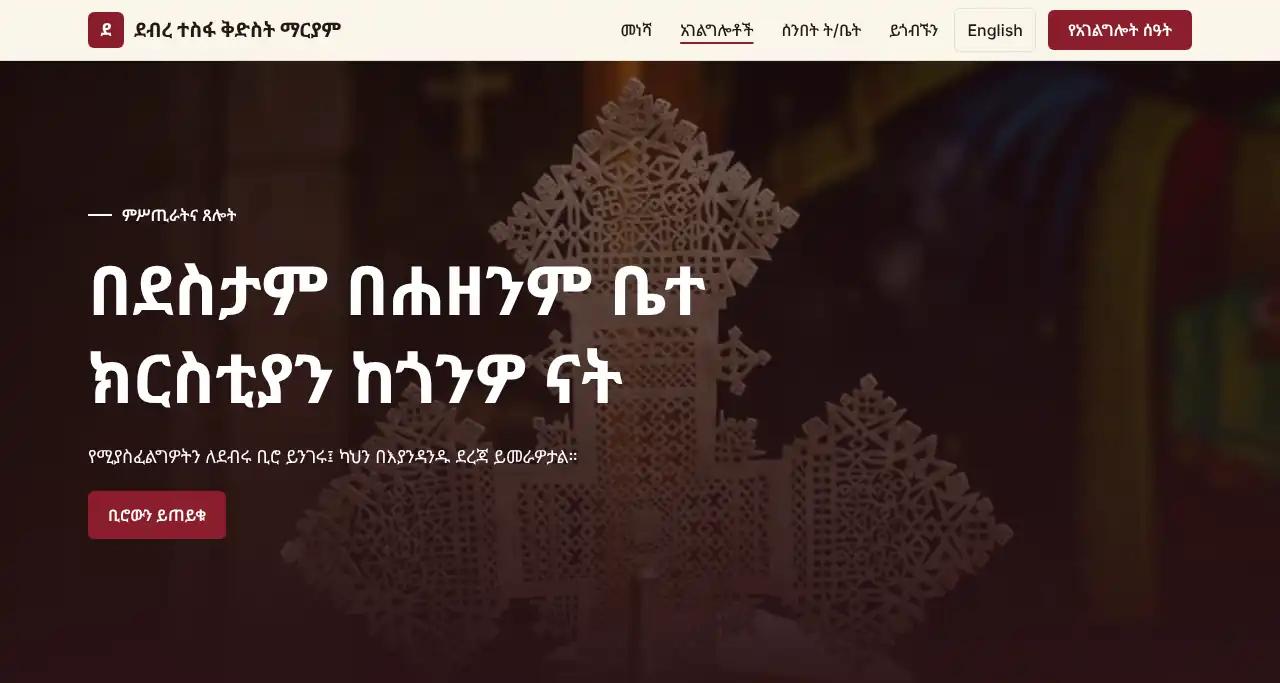 ደ
ደብረ ተስፋ ቅድስት ማርያም
መነሻ
አገልግሎቶች
ሰንበት ት/ቤት
ይጎብኙን
English
የአገልግሎት ሰዓት
ምሥጢራትና ጸሎት
በደስታም በሐዘንም ቤተ
ክርስቲያን ከጎንዎ ናት
የሚያስፈልግዎትን ለደብሩ ቢሮ ይንገሩ፤ ካህን በእያንዳንዱ ደረጃ ይመራዎታል።
ቢሮውን ይጠይቁ